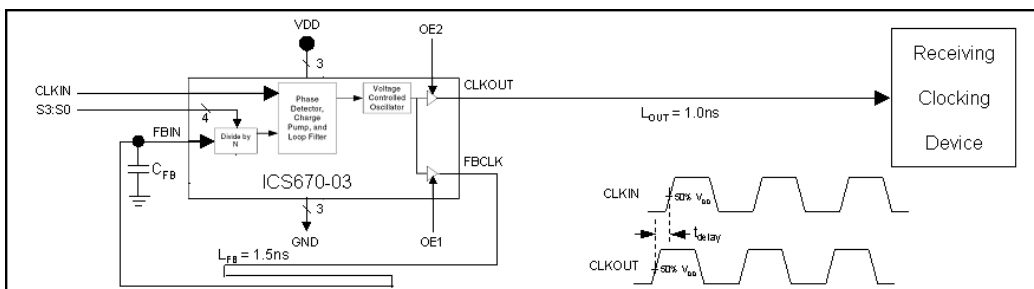 VDD
OE2
3
CLKIN
S3:S0
4
FBIN
Divide by
N
Phase
Detector,
Charge
Pump, and
Loop Filter
Voltage
Controlled
Oscillator
CLKOUT
L_OUT = 1.0ns
Receiving
Clocking
Device
C_FB
FBCLK
ICS670-03
3
GND
OE1
L_FB = 1.5ns
CLKIN
50% V_DD
t_delay
CLKOUT
50% V_DD